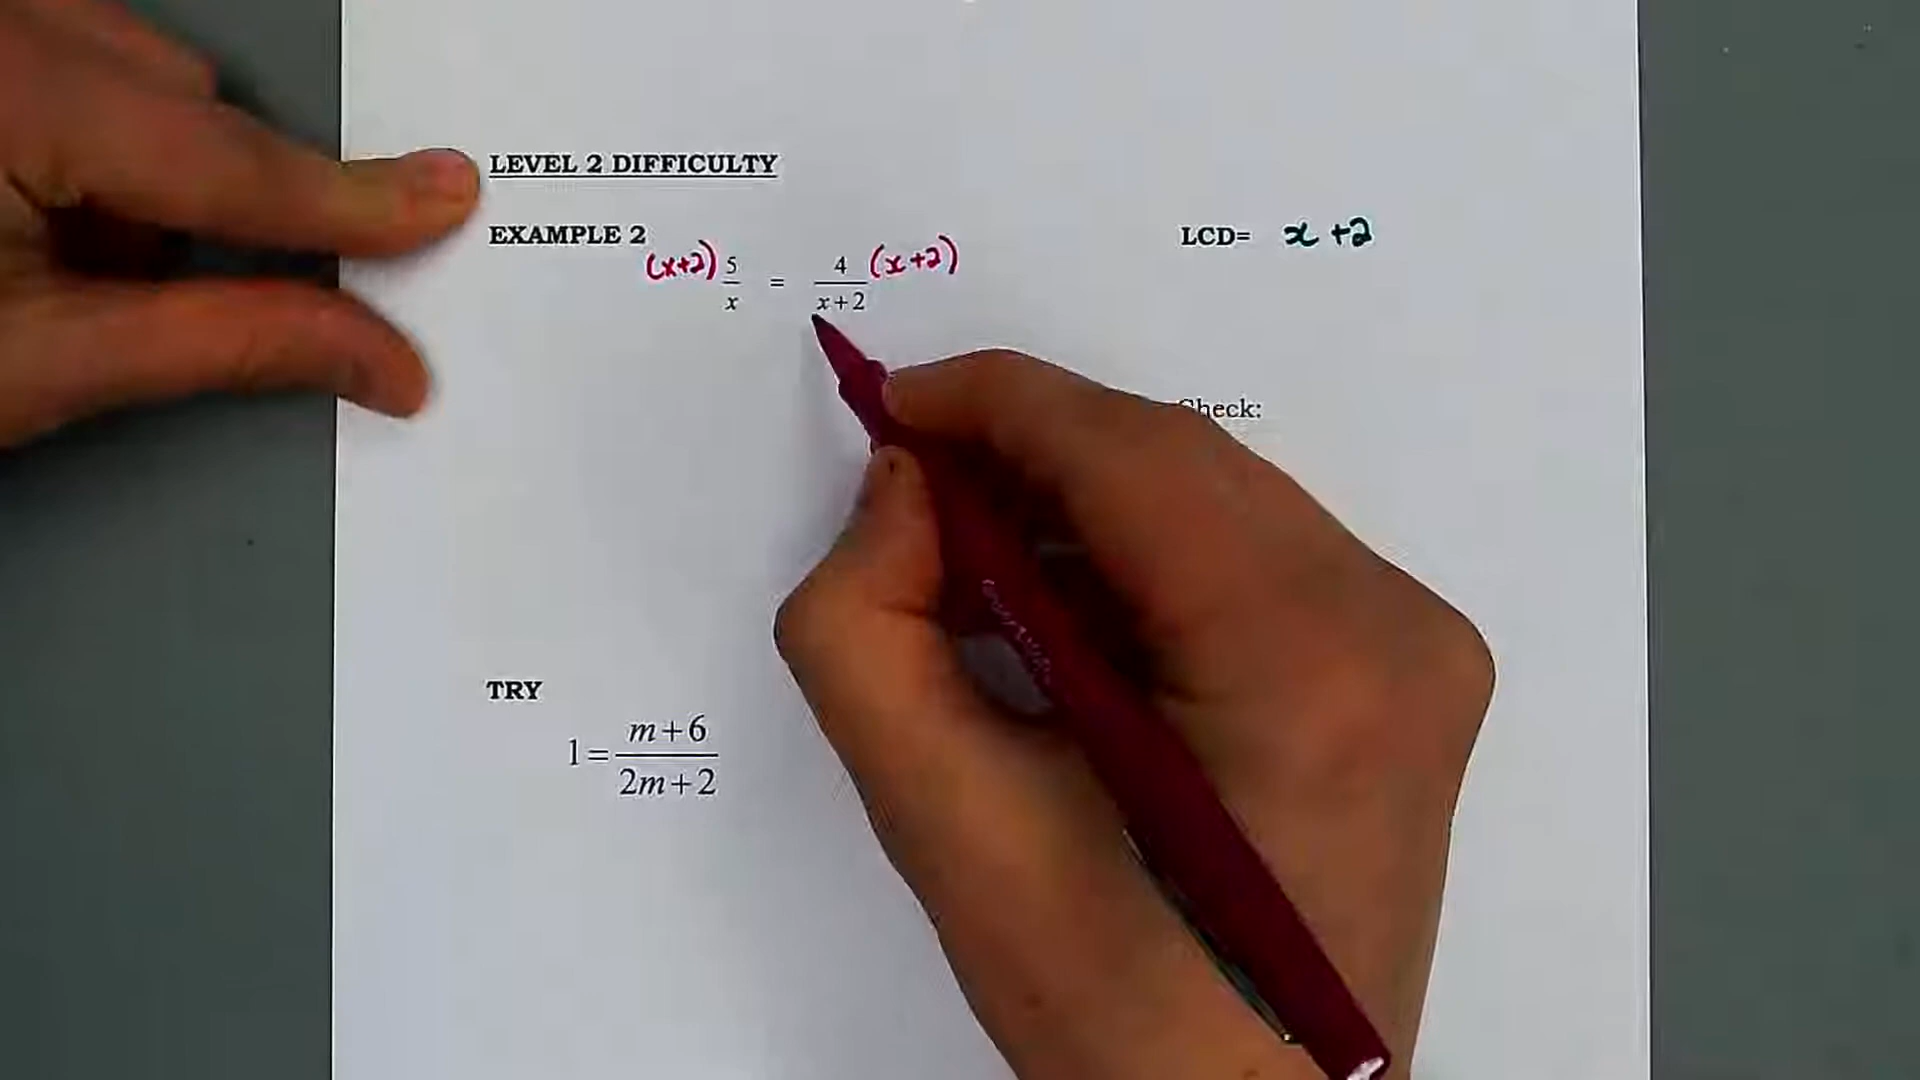 LEVEL 2 DIFFICULTY
EXAMPLE 2
LCD= x+2
(x+2) 5/x = 4/(x+2) (x+2)
Check:
TRY
1 = (m+6)/(2m+2)